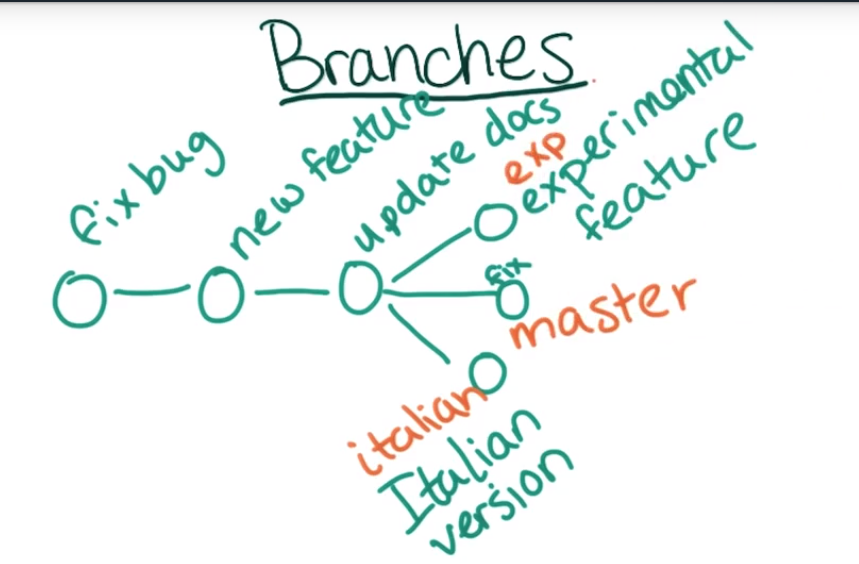 Branches
fix bug
new feature
update docs
exp
experimental
feature
fix
master
italian
Italian
version